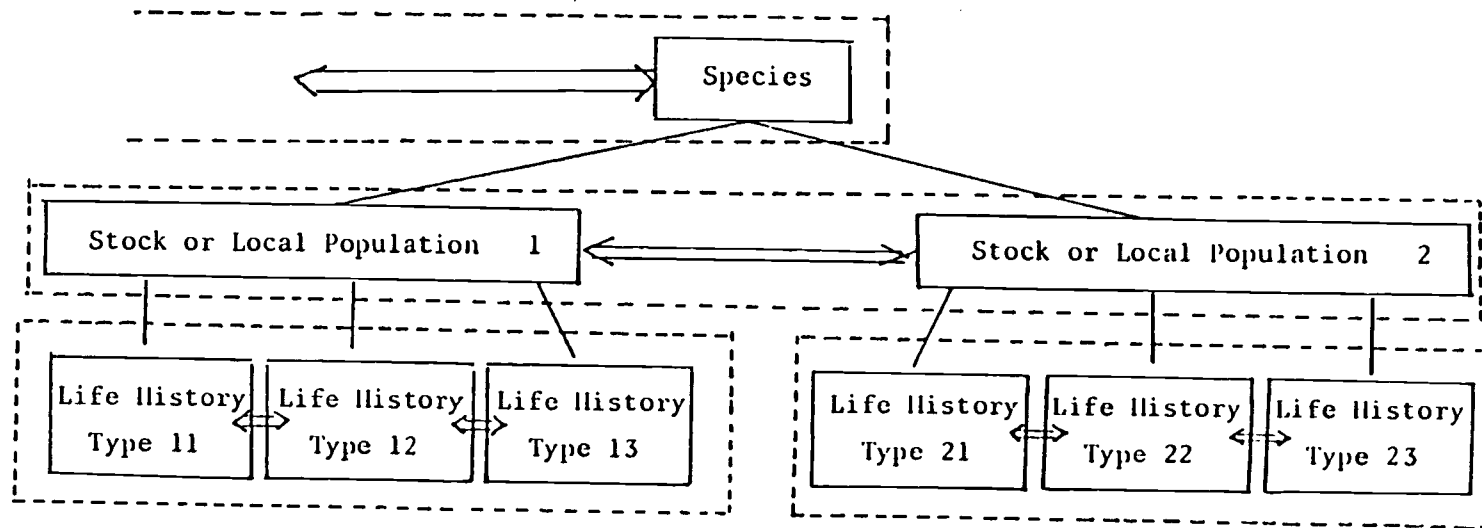 Species
Stock or Local Population 1
Stock or Local Population 2
Life History
Type 11
Life History
Type 12
Life History
Type 13
Life History
Type 21
Life History
Type 22
Life History
Type 23